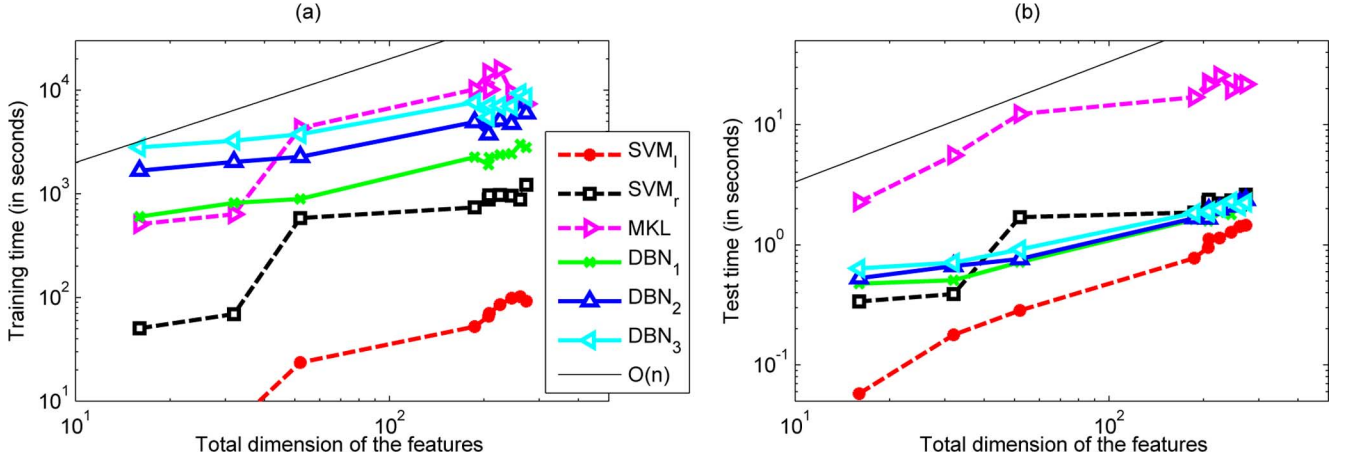 (a)
Training time (in seconds)
10^4
10^3
10^2
10^1
10^1
10^2
Total dimension of the features
SVM_l
SVM_r
MKL
DBN_1
DBN_2
DBN_3
O(n)
(b)
Test time (in seconds)
10^1
10^0
10^-1
10^1
10^2
Total dimension of the features